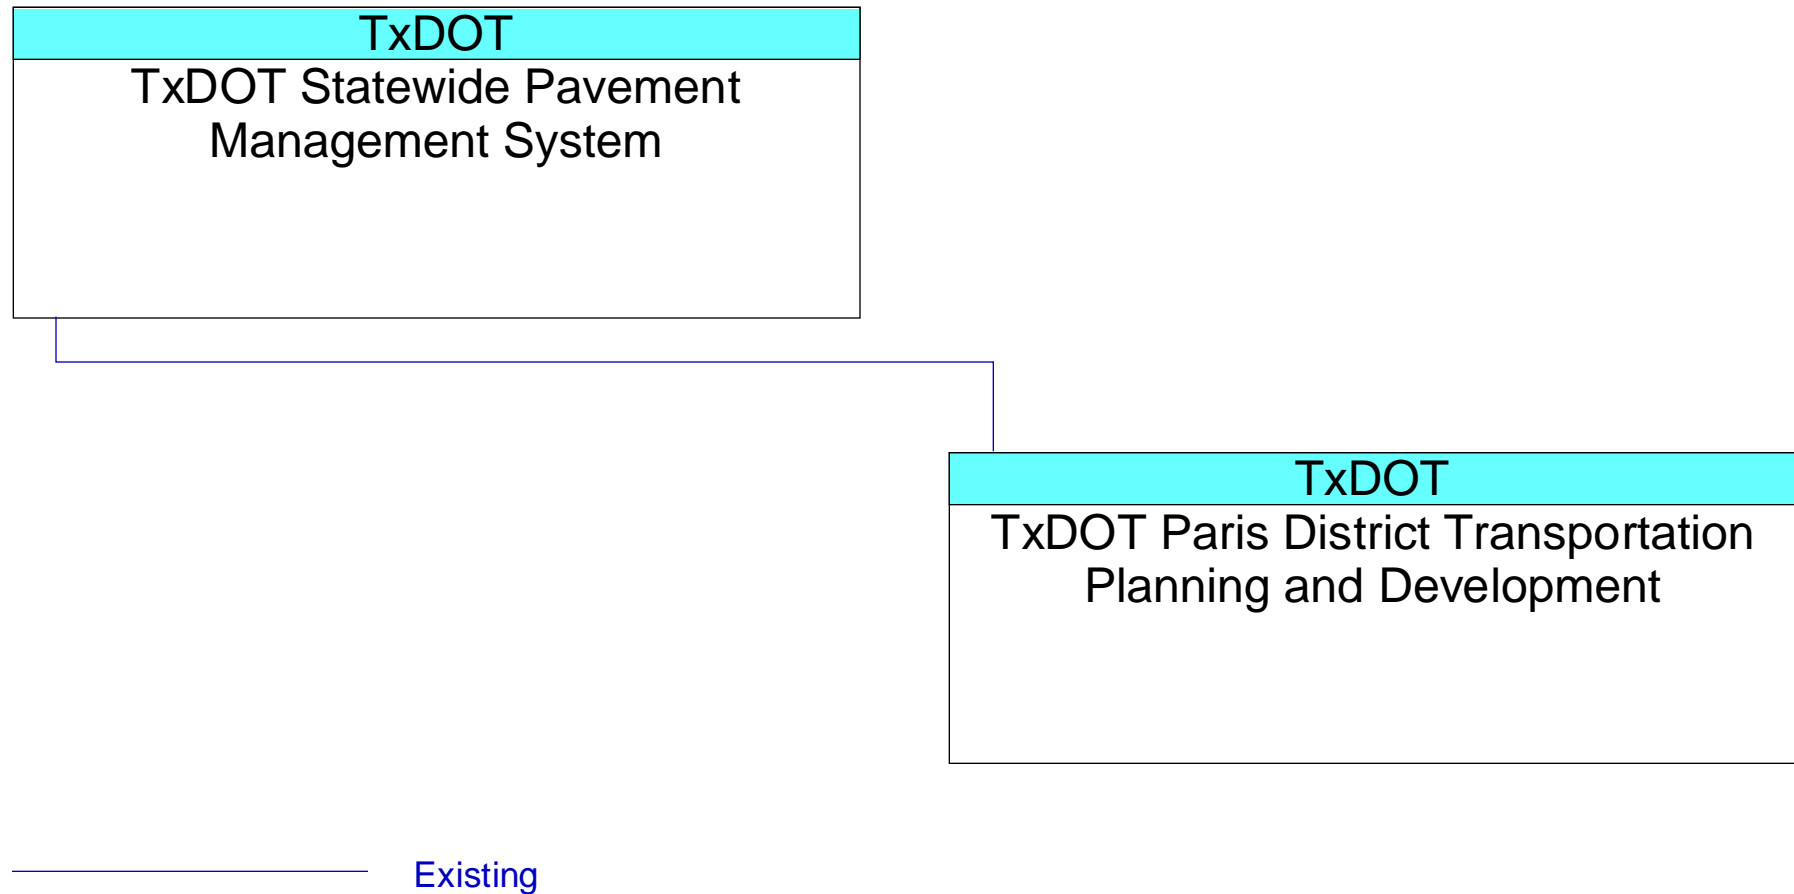 TxDOT
TxDOT Statewide Pavement
Management System
TxDOT
TxDOT Paris District Transportation
Planning and Development
Existing